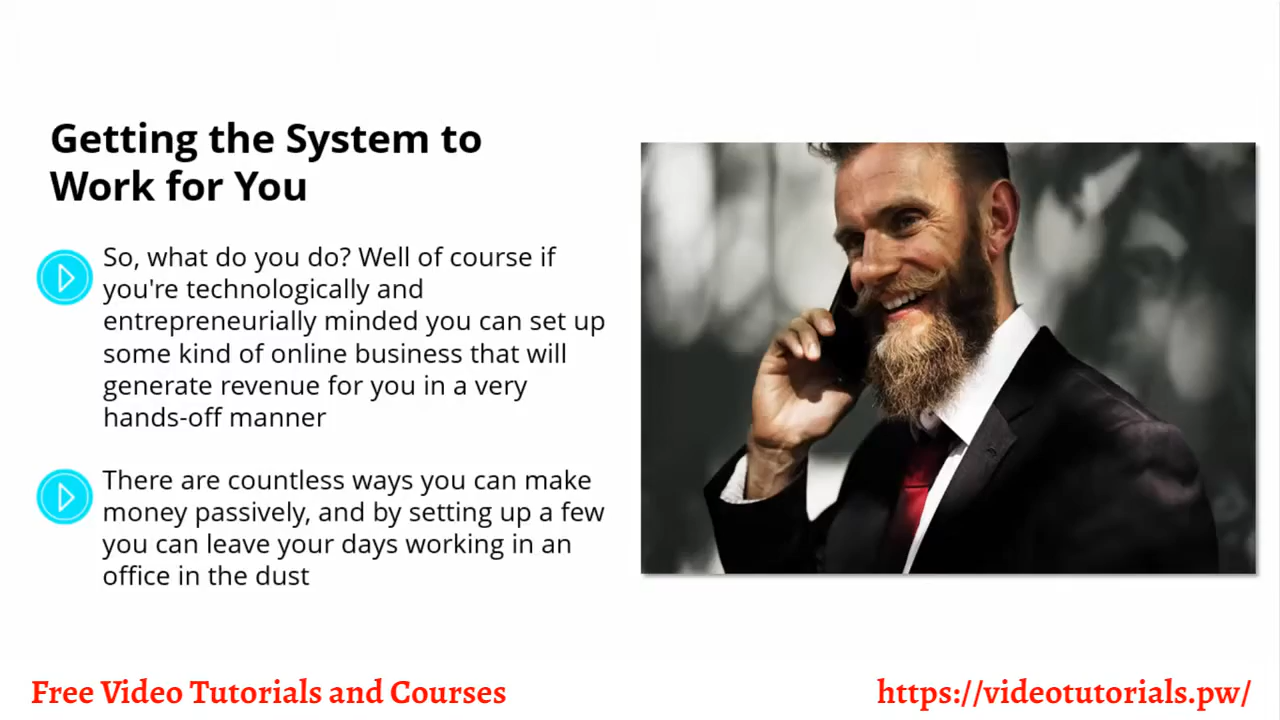 Getting the System to
Work for You
So, what do you do? Well of course if
you're technologically and
entrepreneurially minded you can set up
some kind of online business that will
generate revenue for you in a very
hands-off manner
There are countless ways you can make
money passively, and by setting up a few
you can leave your days working in an
office in the dust
Free Video Tutorials and Courses
https://videotutorials.pw/